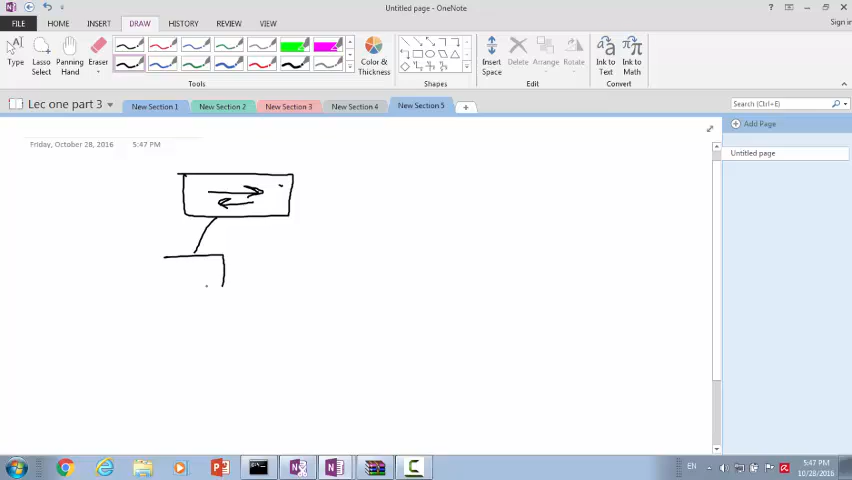 Untitled page - OneNote
FILE HOME INSERT DRAW HISTORY REVIEW VIEW
Sign in
Type
Lasso Select
Panning Hand
Eraser
Color & Thickness
Insert Space
Delete
Arrange
Rotate
Ink to Text
Ink to Math
Tools
Shapes
Edit
Convert
Lec one part 3
New Section 1
New Section 2
New Section 3
New Section 4
New Section 5
Search (Ctrl+E)
Add Page
Untitled page
Friday, October 28, 2016 5:47 PM
EN
5:47 PM
10/28/2016